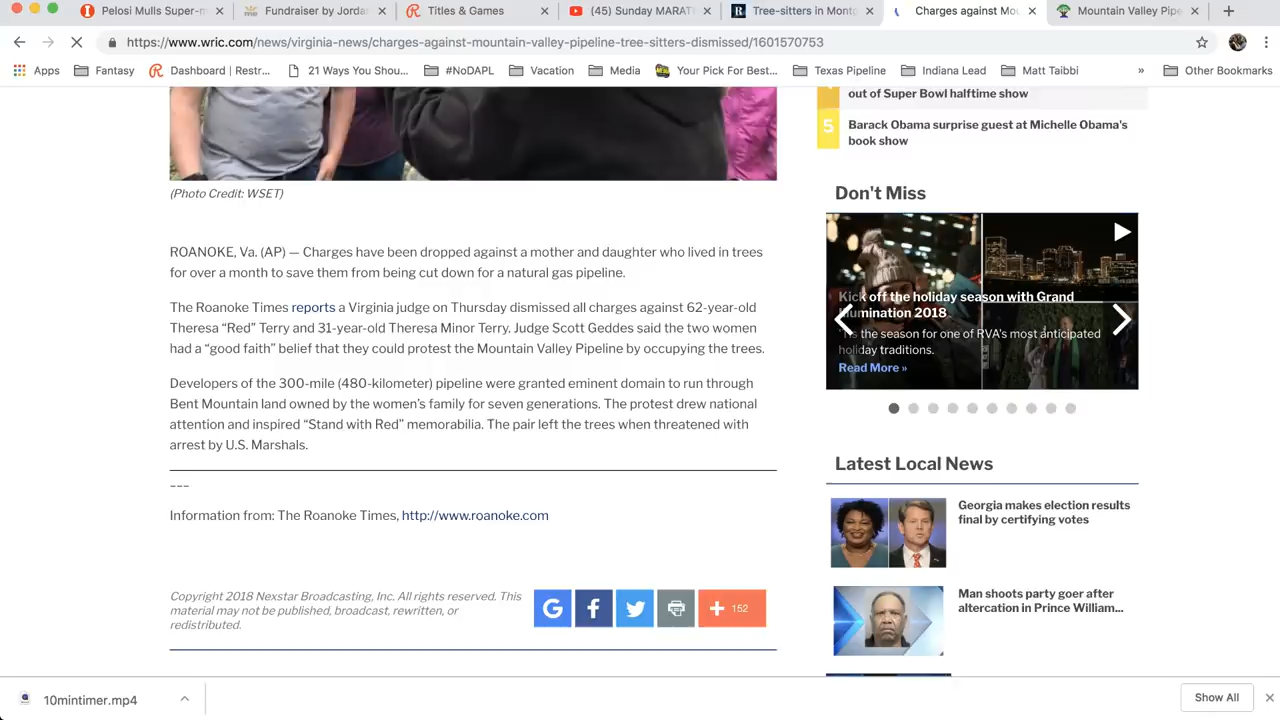 Pelosi Mulls Super-m
Fundraiser by Jordan
Titles & Games
(45) Sunday MARAT
Tree-sitters in Montg
Charges against Mou
Mountain Valley Pipe
https://www.wric.com/news/virginia-news/charges-against-mountain-valley-pipeline-tree-sitters-dismissed/1601570753
Apps
Fantasy
Dashboard | Restr...
21 Ways You Shou...
#NoDAPL
Vacation
Media
Your Pick For Best...
Texas Pipeline
Indiana Lead
Matt Taibbi
»
Other Bookmarks
out of Super Bowl halftime show
5
Barack Obama surprise guest at Michelle Obama's
book show
(Photo Credit: WSET)
ROANOKE, Va. (AP) — Charges have been dropped against a mother and daughter who lived in trees
for over a month to save them from being cut down for a natural gas pipeline.
The Roanoke Times reports a Virginia judge on Thursday dismissed all charges against 62-year-old
Theresa “Red” Terry and 31-year-old Theresa Minor Terry. Judge Scott Geddes said the two women
had a “good faith” belief that they could protest the Mountain Valley Pipeline by occupying the trees.
Developers of the 300-mile (480-kilometer) pipeline were granted eminent domain to run through
Bent Mountain land owned by the women’s family for seven generations. The protest drew national
attention and inspired “Stand with Red” memorabilia. The pair left the trees when threatened with
arrest by U.S. Marshals.
___
Information from: The Roanoke Times, http://www.roanoke.com
Copyright 2018 Nexstar Broadcasting, Inc. All rights reserved. This
material may not be published, broadcast, rewritten, or
redistributed.
152
Don't Miss
Kick off the holiday season with Grand
Illumination 2018
'Tis the season for one of RVA's most anticipated
holiday traditions.
Read More »
Latest Local News
Georgia makes election results
final by certifying votes
Man shoots party goer after
altercation in Prince William...
10mintimer.mp4
Show All